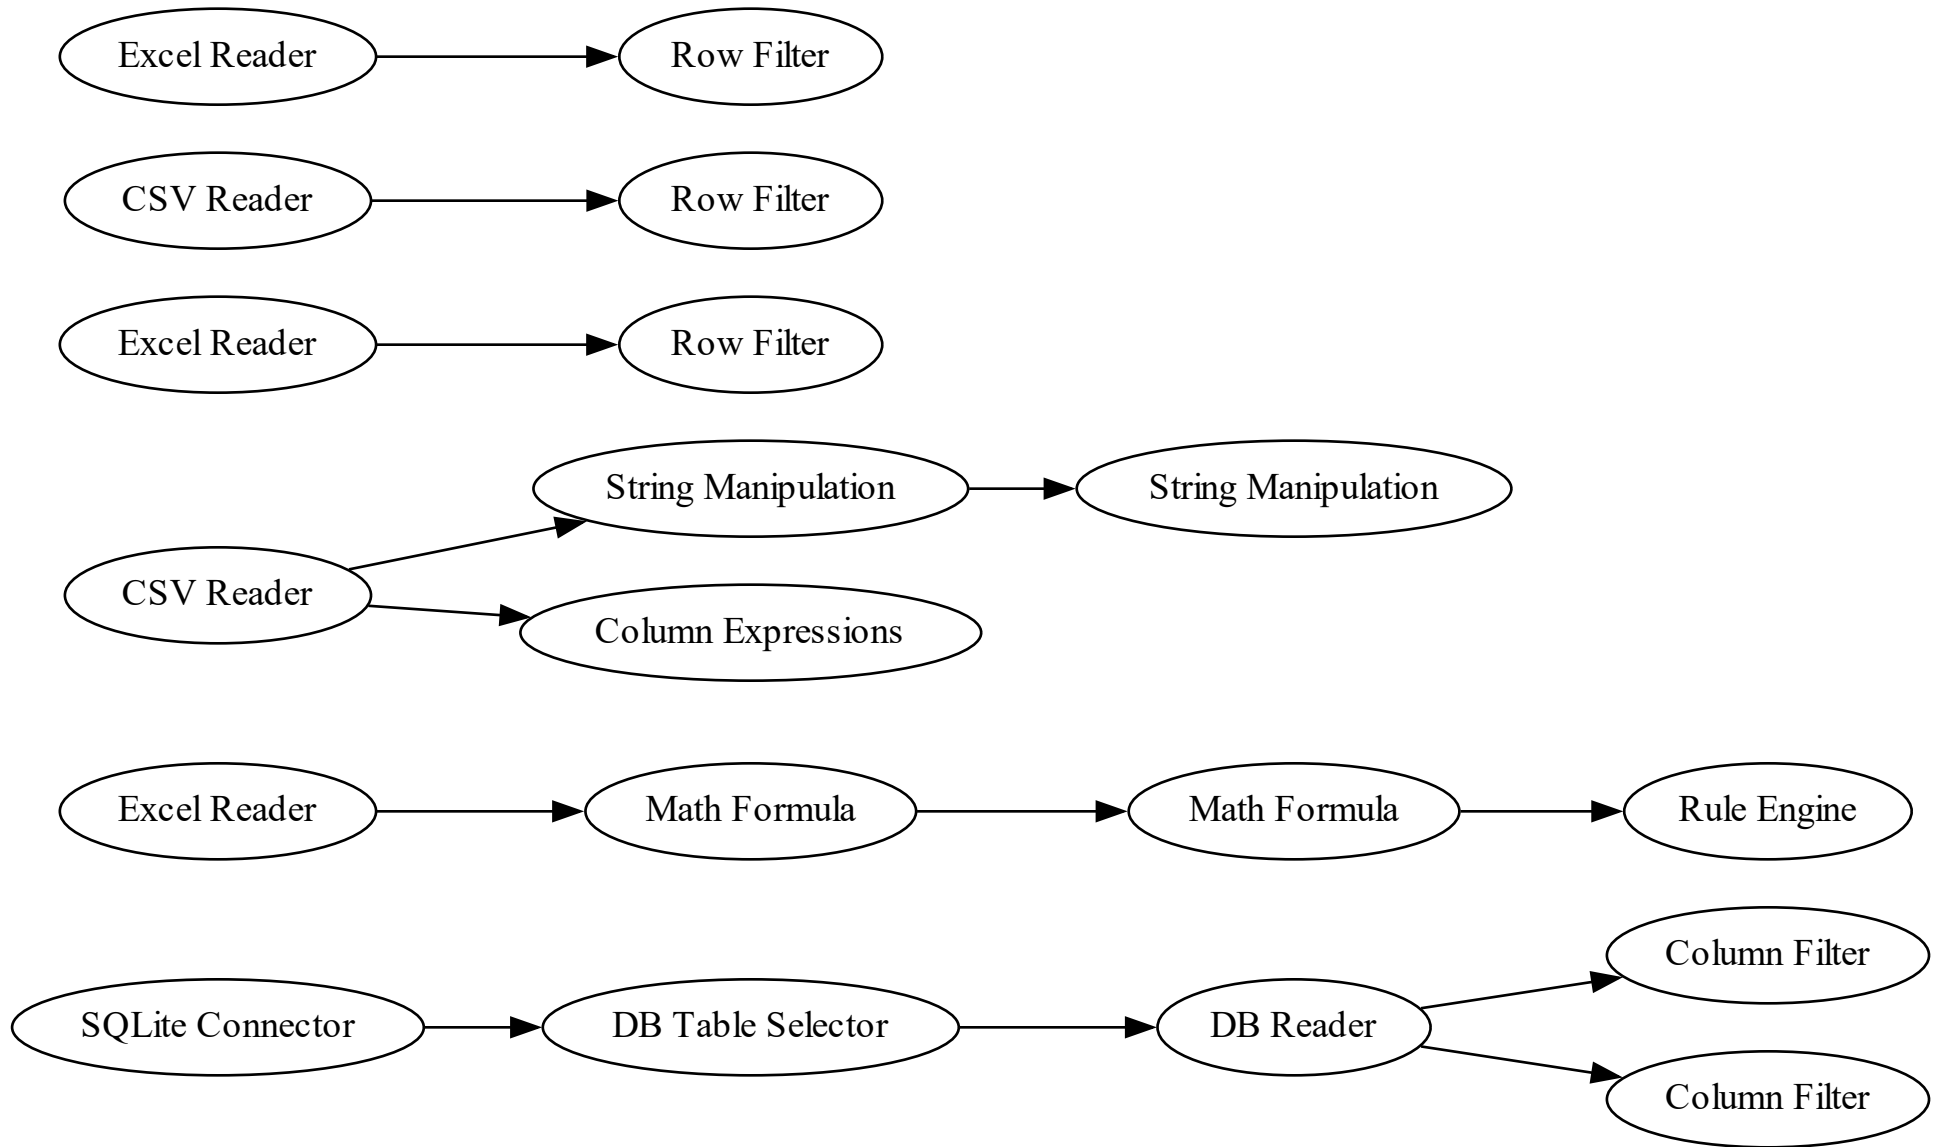 Excel Reader
Row Filter
CSV Reader
Row Filter
Excel Reader
Row Filter
String Manipulation
String Manipulation
CSV Reader
Column Expressions
Excel Reader
Math Formula
Math Formula
Rule Engine
Column Filter
SQLite Connector
DB Table Selector
DB Reader
Column Filter